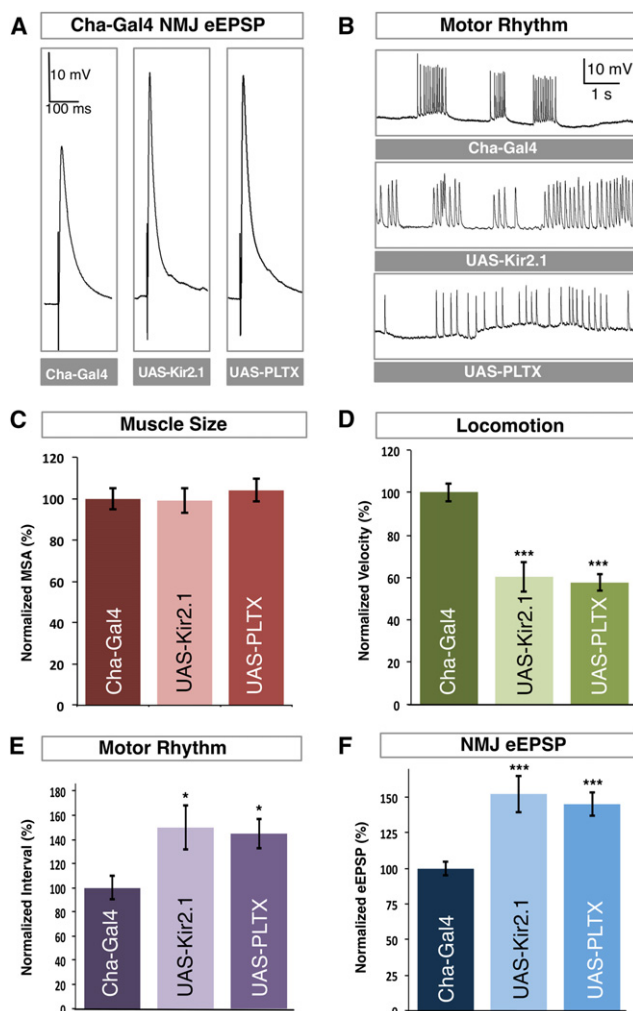 A
Cha-Gal4 NMJ eEPSP
10 mV
100 ms
Cha-Gal4
UAS-Kir2.1
UAS-PLTX
B
Motor Rhythm
10 mV
1 s
Cha-Gal4
UAS-Kir2.1
UAS-PLTX
C
Muscle Size
Normalized MSA (%)
120
100
80
60
40
20
0
Cha-Gal4
UAS-Kir2.1
UAS-PLTX
D
Locomotion
Normalized Velocity (%)
120
100
80
60
40
20
0
***
***
Cha-Gal4
UAS-Kir2.1
UAS-PLTX
E
Motor Rhythm
Normalized Interval (%)
180
160
140
120
100
80
60
40
20
0
*
*
Cha-Gal4
UAS-Kir2.1
UAS-PLTX
F
NMJ eEPSP
Normalized eEPSP (%)
150
125
100
75
50
25
0
***
***
Cha-Gal4
UAS-Kir2.1
UAS-PLTX